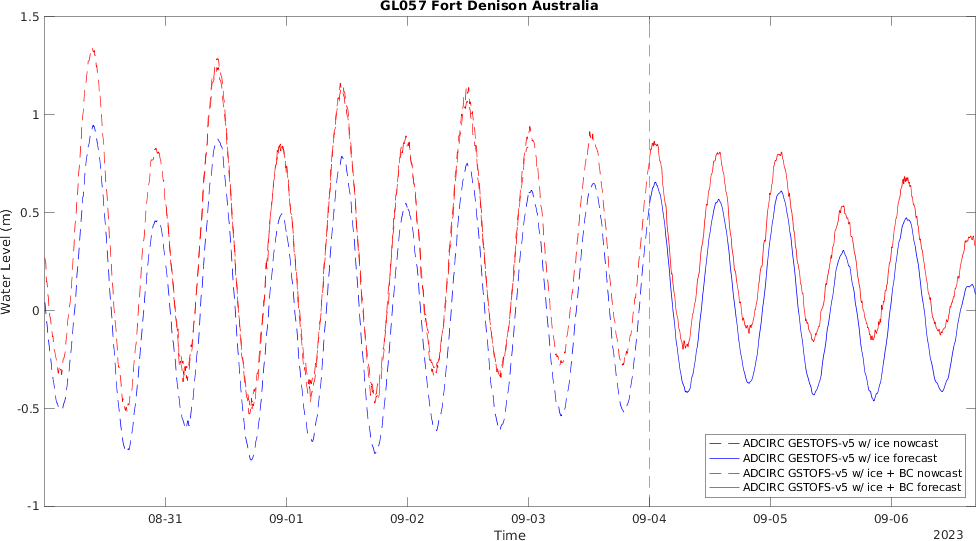 GL057 Fort Denison Australia
1.5
1
0.5
0
-0.5
-1
Water Level (m)
08-31
09-01
09-02
09-03
09-04
09-05
09-06
Time
2023
ADCIRC GESTOFS-v5 w/ ice nowcast
ADCIRC GESTOFS-v5 w/ ice forecast
ADCIRC GSTOFS-v5 w/ ice + BC nowcast
ADCIRC GSTOFS-v5 w/ ice + BC forecast